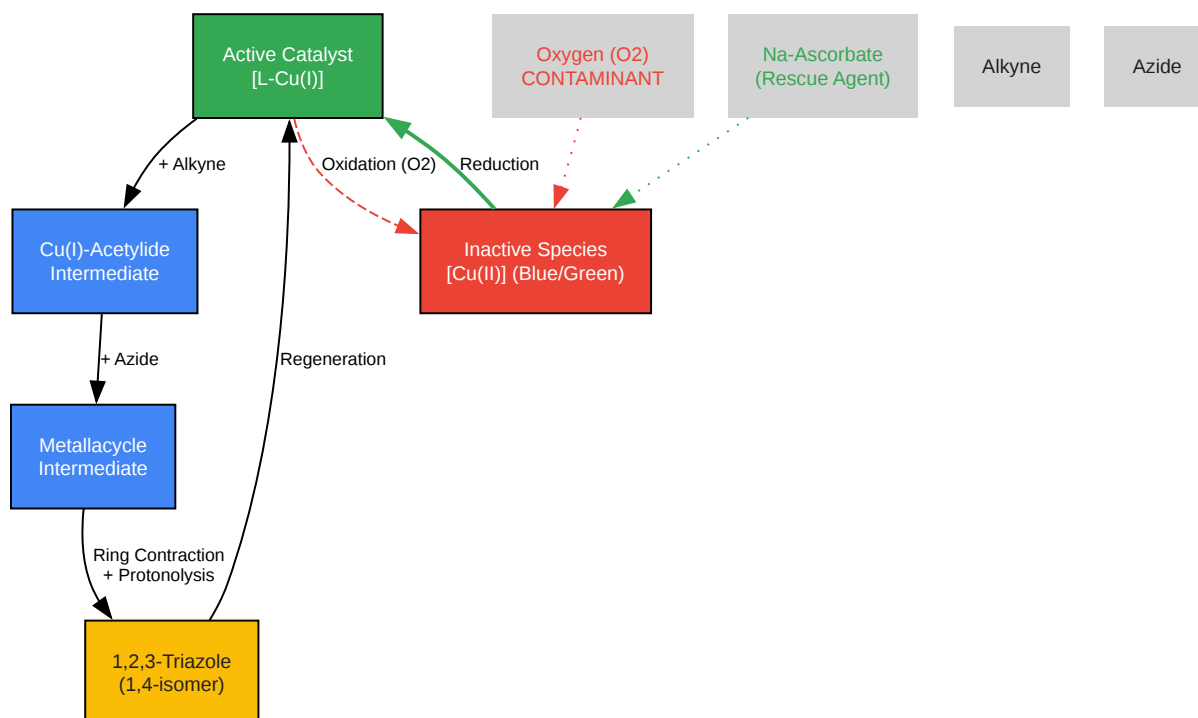 Active Catalyst
[L-Cu(I)]
Oxygen (O2)
CONTAMINANT
Na-Ascorbate
(Rescue Agent)
Alkyne
Azide
+ Alkyne
Oxidation (O2)
Reduction
Cu(I)-Acetylide
Intermediate
Inactive Species
[Cu(II)] (Blue/Green)
+ Azide
Regeneration
Metallacycle
Intermediate
Ring Contraction
+ Protonolysis
1,2,3-Triazole
(1,4-isomer)